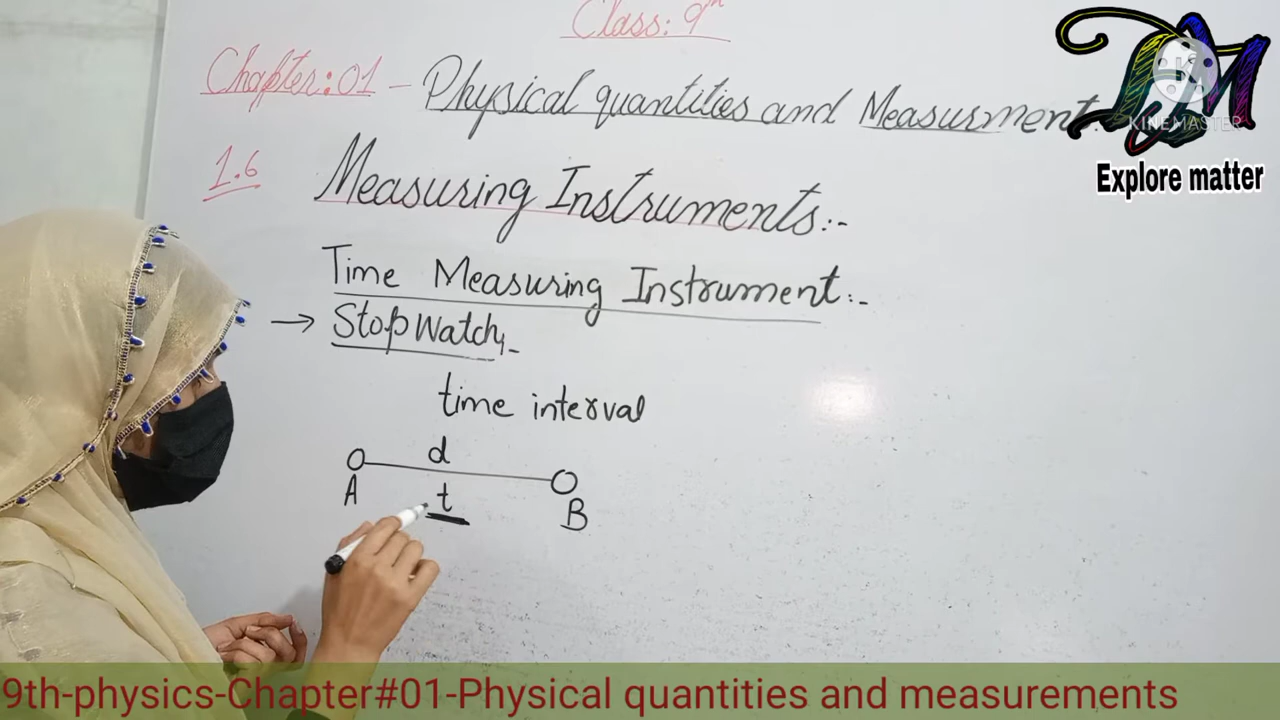 Class: 9th
Chapter: 01 - Physical quantities and Measurment.
KINEMASTER
Explore matter
1.6 Measuring Instruments:-
Time Measuring Instrument:-
→ Stop Watch,-
time interval
d
A t B
9th-physics-Chapter#01-Physical quantities and measurements